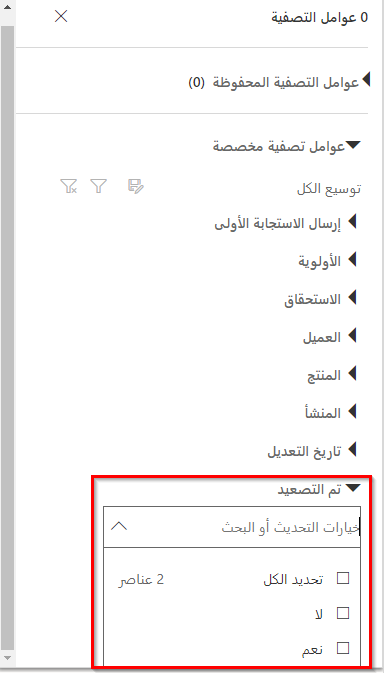 0 عوامل التصفية
عوامل التصفية المحفوظة (0)
عوامل تصفية مخصصة
توسيع الكل
إرسال الاستجابة الأولى
الأولوية
الاستحقاق
العميل
المنتج
المنشأ
تاريخ التعديل
تم التصعيد
خيارات التحديث أو البحث
تحديد الكل 2 عناصر
لا
نعم